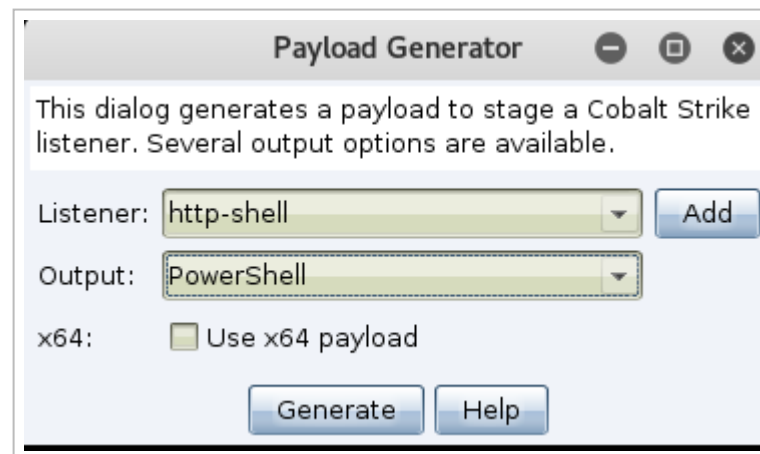 Payload Generator
This dialog generates a payload to stage a Cobalt Strike
listener. Several output options are available.
Listener: http-shell Add
Output: PowerShell
x64: Use x64 payload
Generate Help